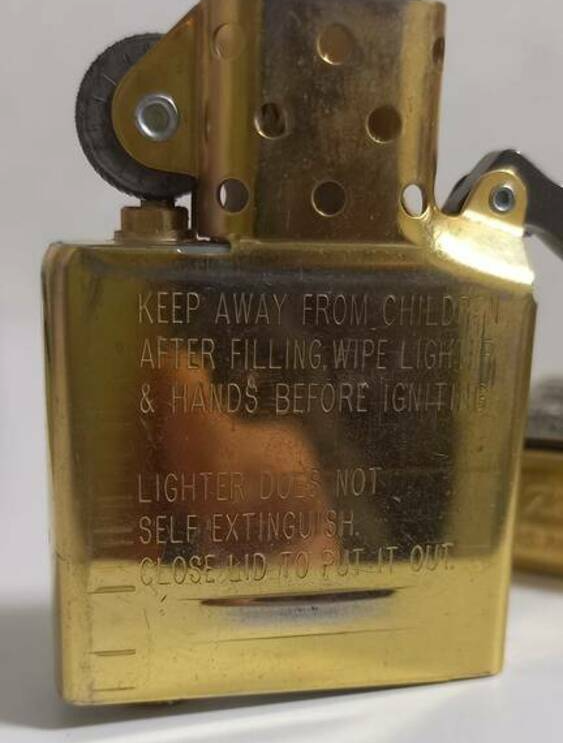 KEEP AWAY FROM CHILDREN
AFTER FILLING, WIPE LIGHTER
& HANDS BEFORE IGNITING
LIGHTER DOES NOT
SELF EXTINGUISH.
CLOSE LID TO PUT IT OUT.